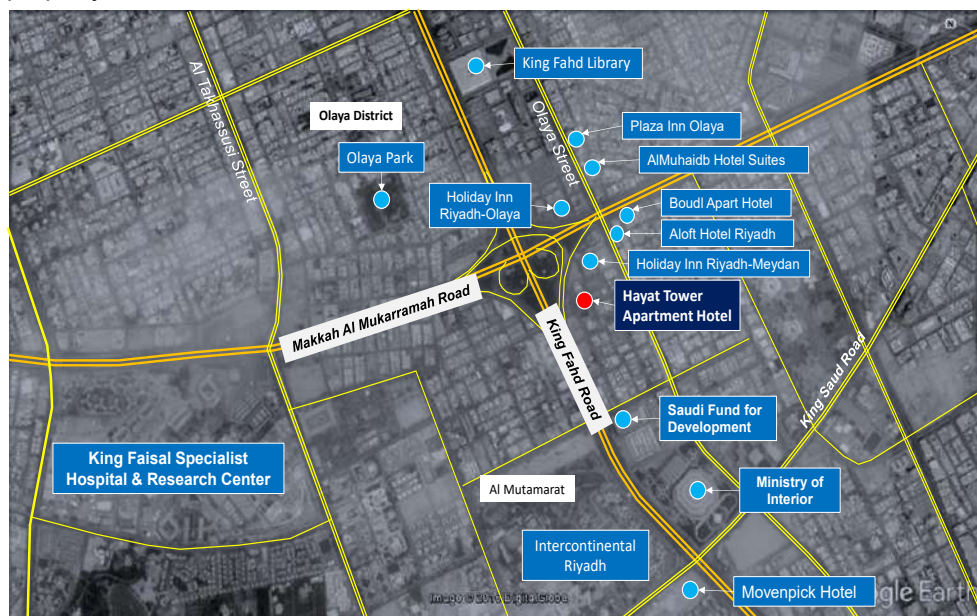 King Fahd Library
Al Takhassusi Street
Olaya Street
Olaya District
Plaza Inn Olaya
Olaya Park
AlMuhaidb Hotel Suites
Holiday Inn
Riyadh-Olaya
Boudl Apart Hotel
Aloft Hotel Riyadh
Holiday Inn Riyadh-Meydan
Hayat Tower
Apartment Hotel
Makkah Al Mukarramah Road
King Fahd Road
King Saud Road
Saudi Fund for
Development
King Faisal Specialist
Hospital & Research Center
Ministry of
Interior
Al Mutamarat
Intercontinental
Riyadh
Movenpick Hotel
gle Earth